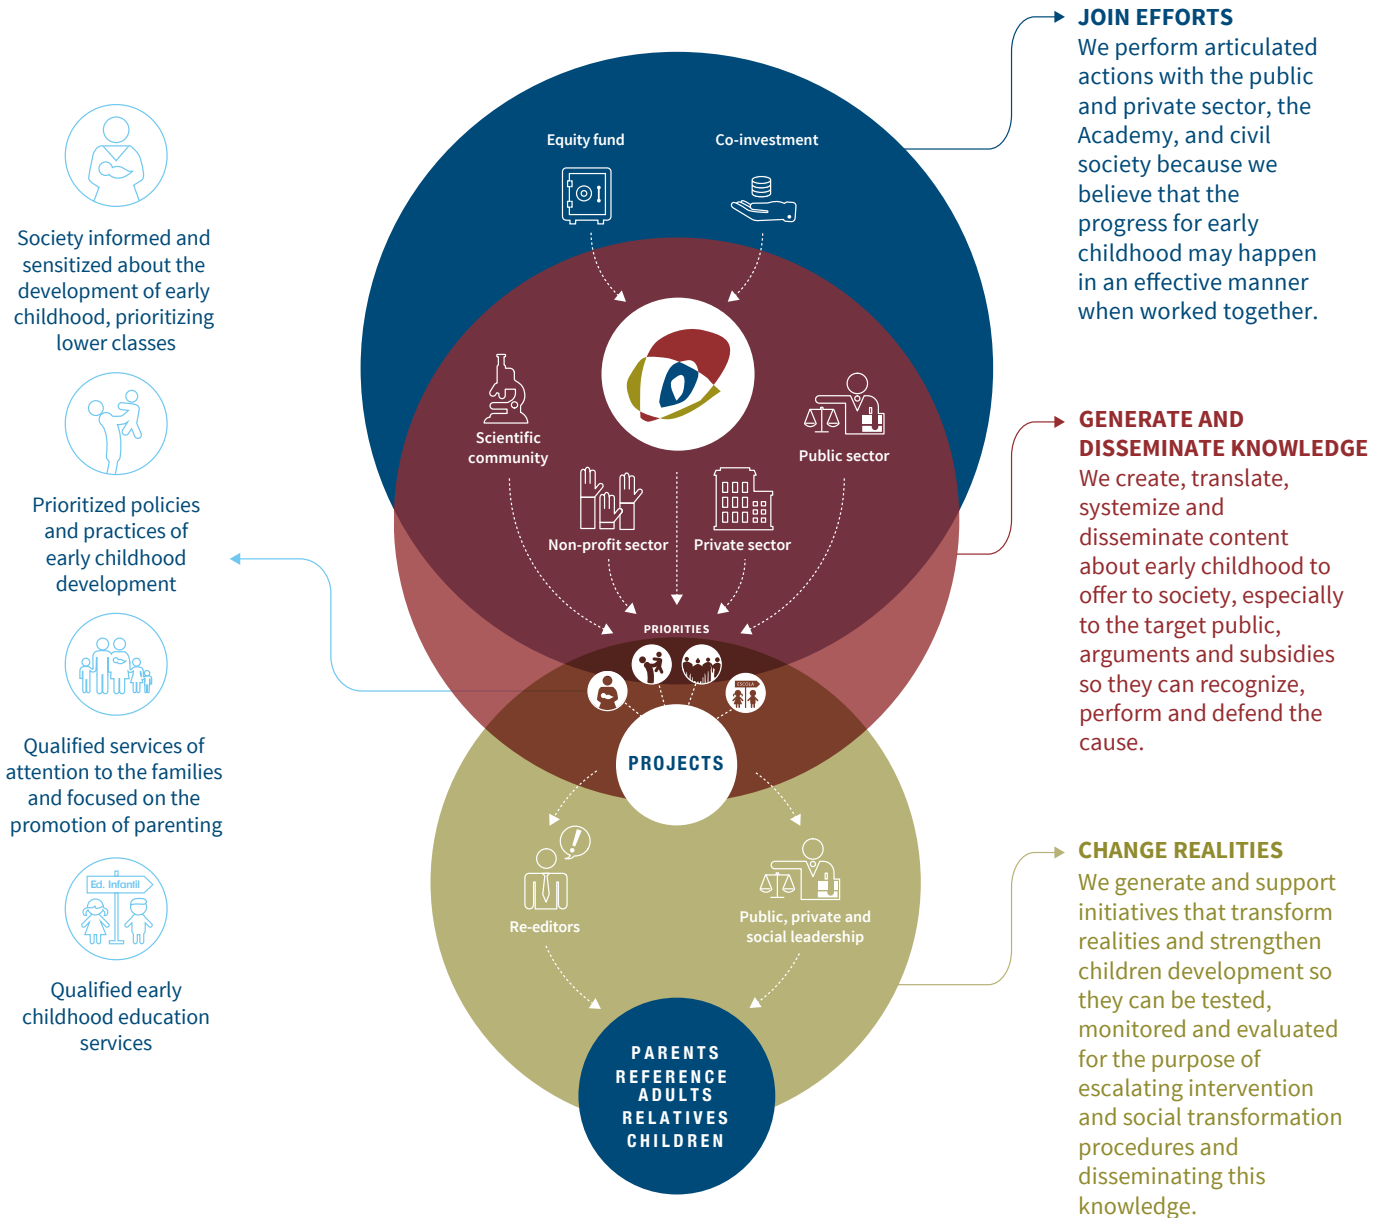 JOIN EFFORTS
We perform articulated
actions with the public
and private sector, the
Academy, and civil
society because we
believe that the
progress for early
childhood may happen
in an effective manner
when worked together.
Equity fund
Co-investment
Society informed and
sensitized about the
development of early
childhood, prioritizing
lower classes
Scientific
community
Public sector
Non-profit sector
Private sector
GENERATE AND
DISSEMINATE KNOWLEDGE
We create, translate,
systemize and
disseminate content
about early childhood to
offer to society, especially
to the target public,
arguments and subsidies
so they can recognize,
perform and defend the
cause.
Prioritized policies
and practices of
early childhood
development
PRIORITIES
ESCOLA
PROJECTS
Qualified services of
attention to the families
and focused on the
promotion of parenting
Ed. Infantil
Qualified early
childhood education
services
Re-editors
Public, private and
social leadership
CHANGE REALITIES
We generate and support
initiatives that transform
realities and strengthen
children development so
they can be tested,
monitored and evaluated
for the purpose of
escalating intervention
and social transformation
procedures and
disseminating this
knowledge.
PARENTS
REFERENCE
ADULTS
RELATIVES
CHILDREN